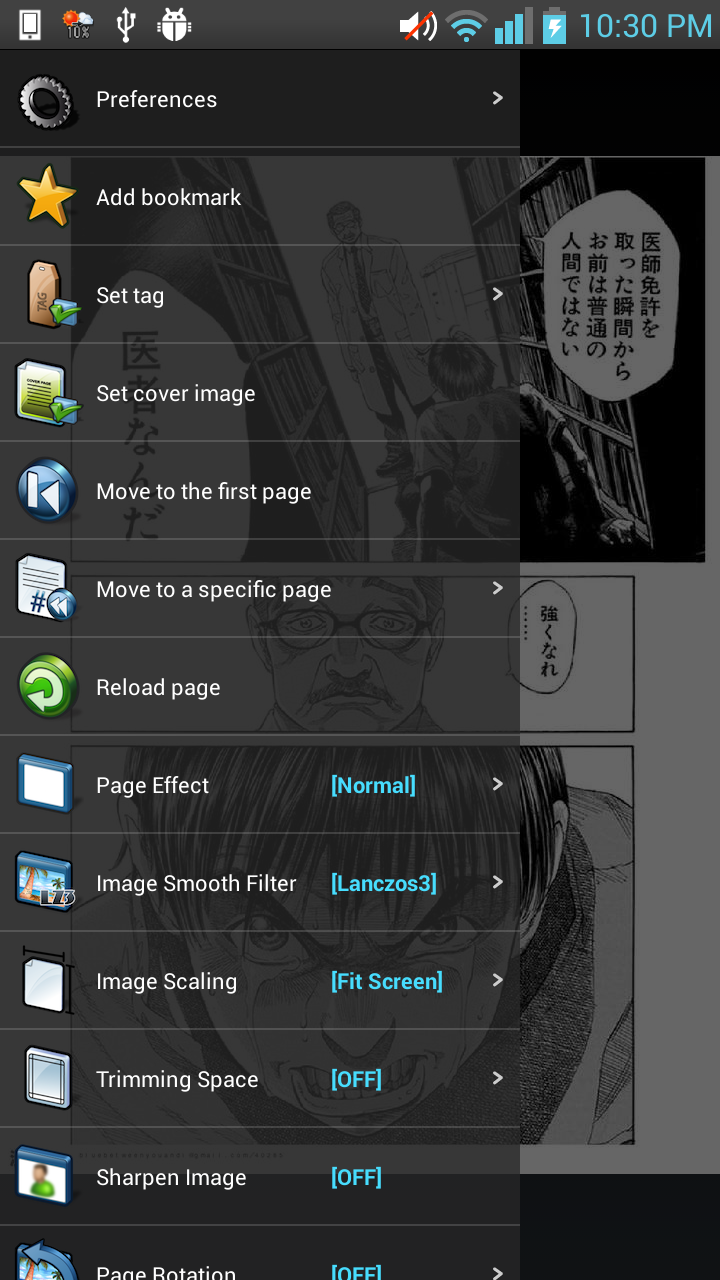 10%
10:30 PM
Preferences
Add bookmark
TAG
Set tag
COVER PAGE
Set cover image
Move to the first page
#
Move to a specific page
Reload page
Page Effect [Normal]
Image Smooth Filter [Lanczos3]
Image Scaling [Fit Screen]
Trimming Space [OFF]
Sharpen Image [OFF]
Page Rotation [OFF]
医師免許を
取った瞬間から
お前は普通の
人間ではない
医者なんだ
強くなれ
……